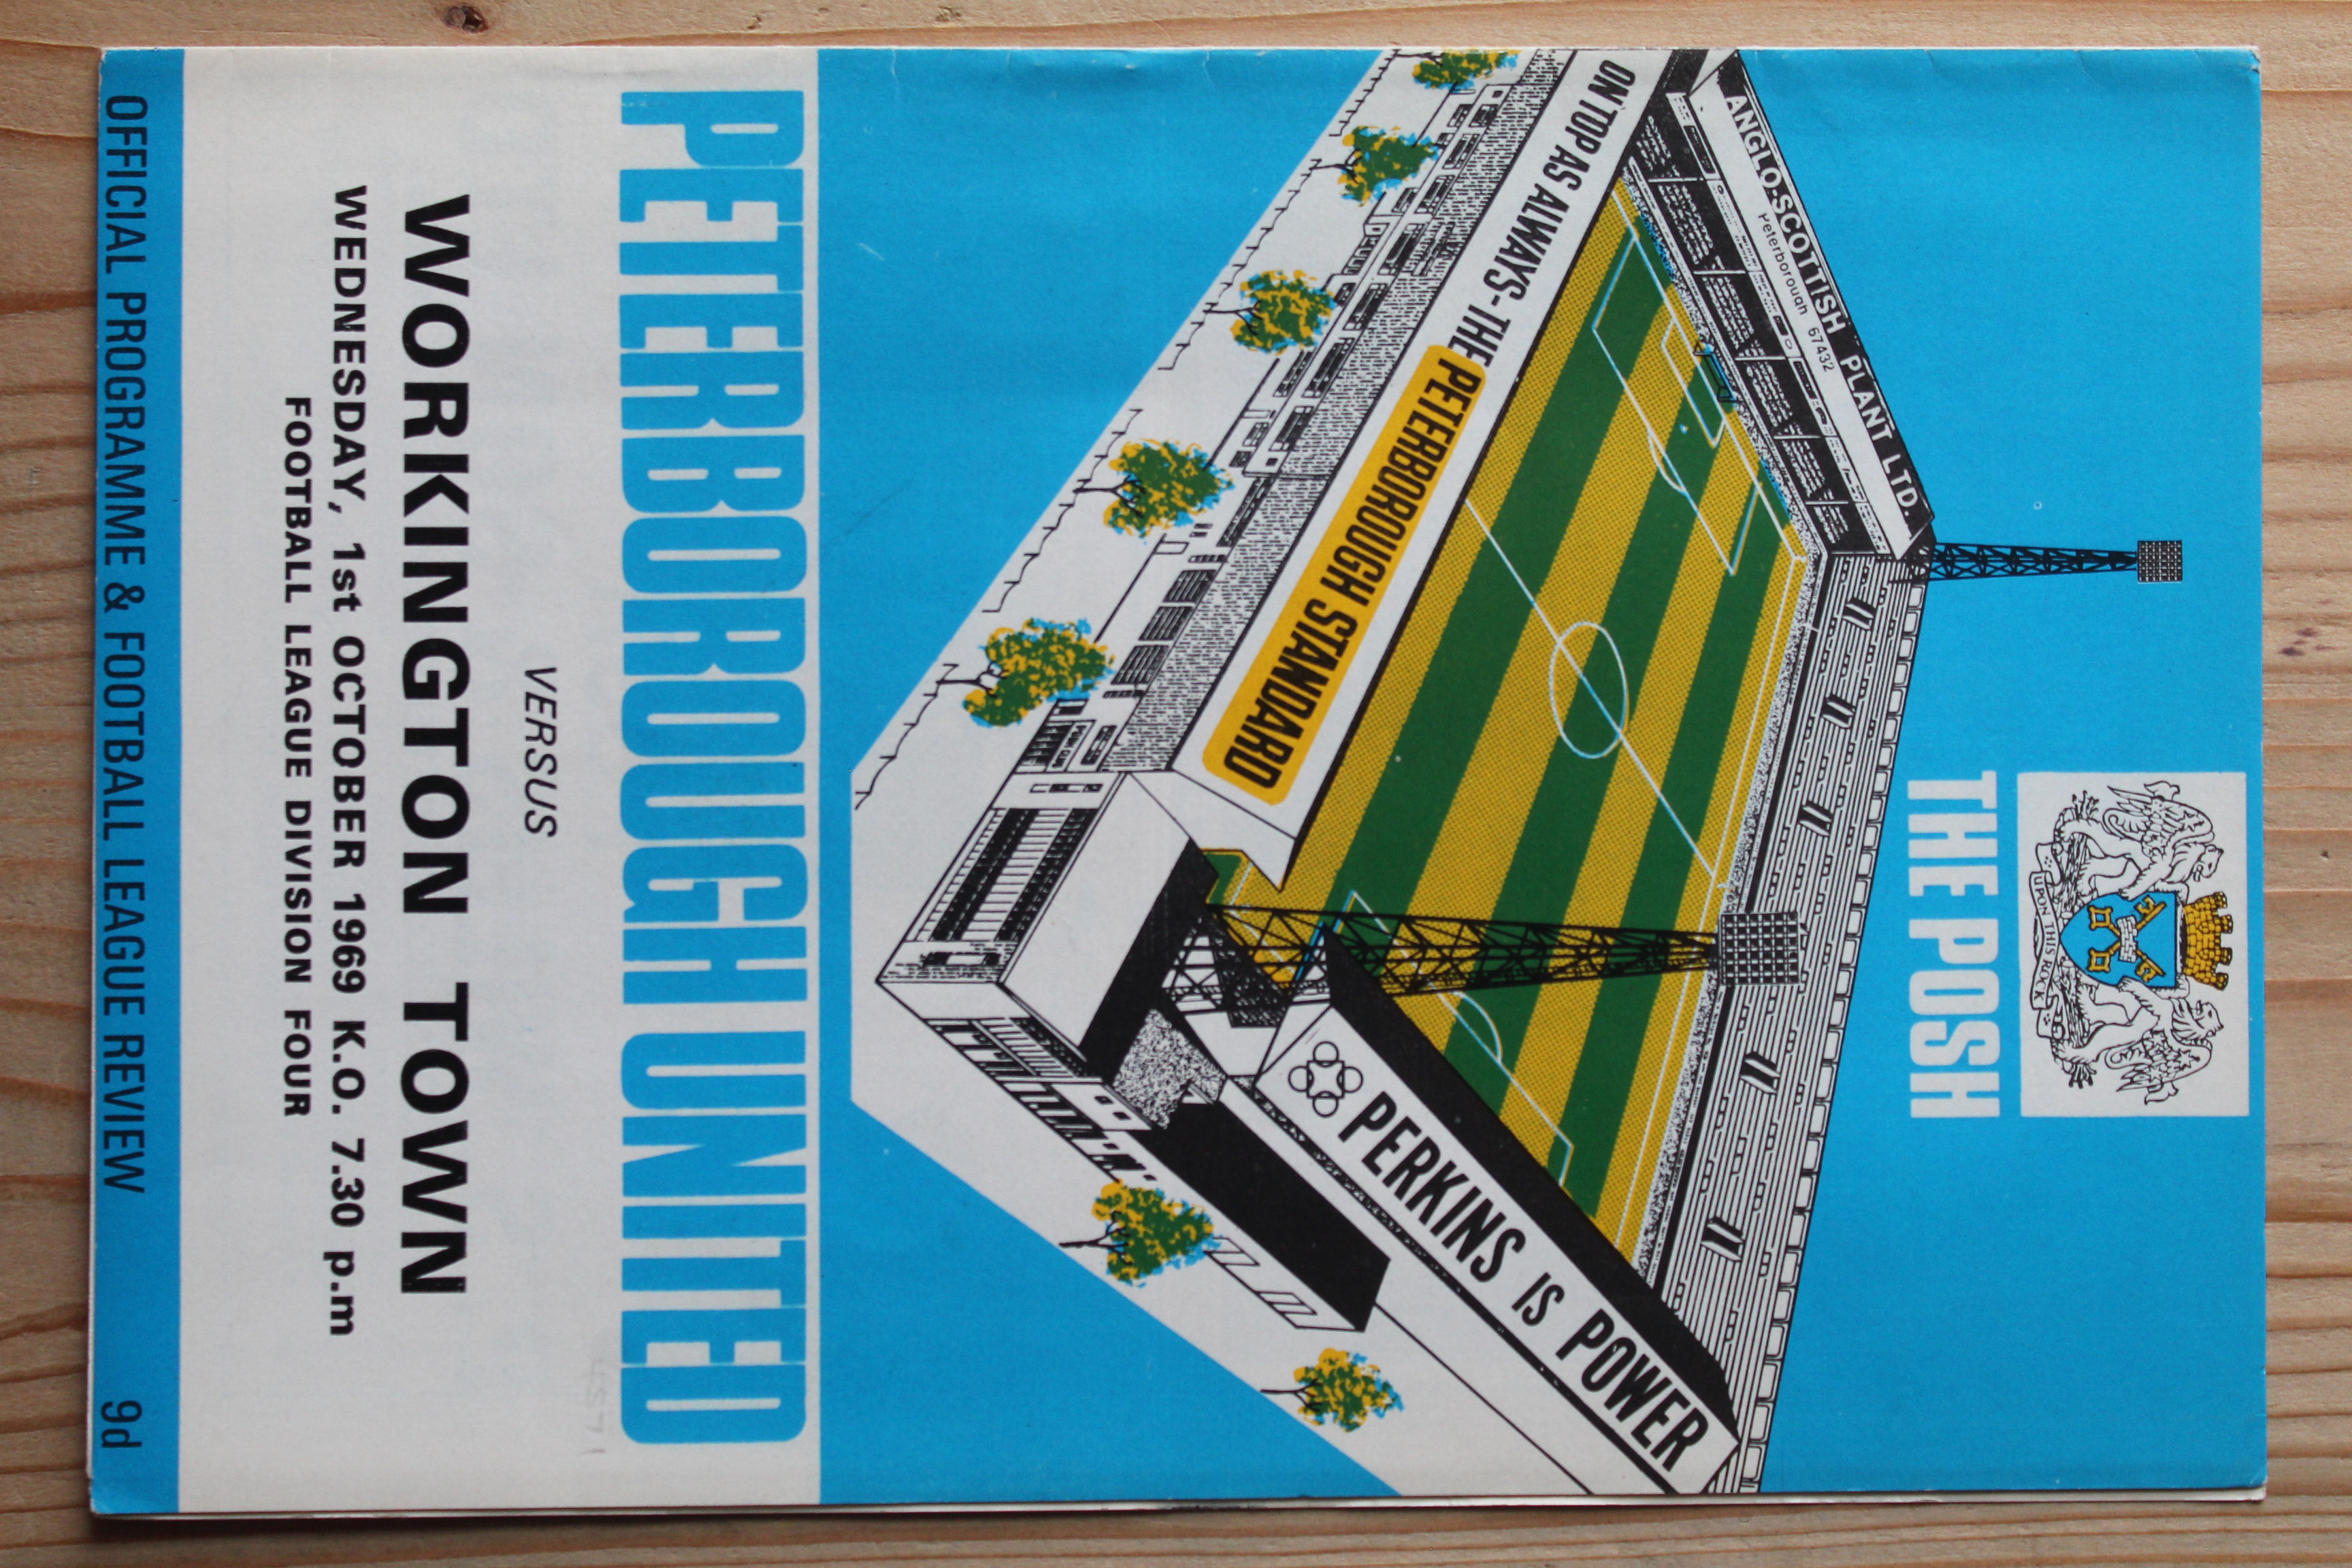 UPON THIS ROCK
THE POSH
ANGLO-SCOTTISH PLANT LTD.
Peterborough 67432
ON TOP AS ALWAYS-THE PETERBOROUGH STANDARD
PERKINS IS POWER
PETERBOROUGH UNITED
VERSUS
WORKINGTON TOWN
WEDNESDAY, 1st OCTOBER 1969 K.O. 7.30 p.m
FOOTBALL LEAGUE DIVISION FOUR
OFFICIAL PROGRAMME & FOOTBALL LEAGUE REVIEW 9d